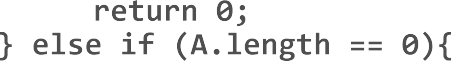 return 0;
} else if (A.length == 0){